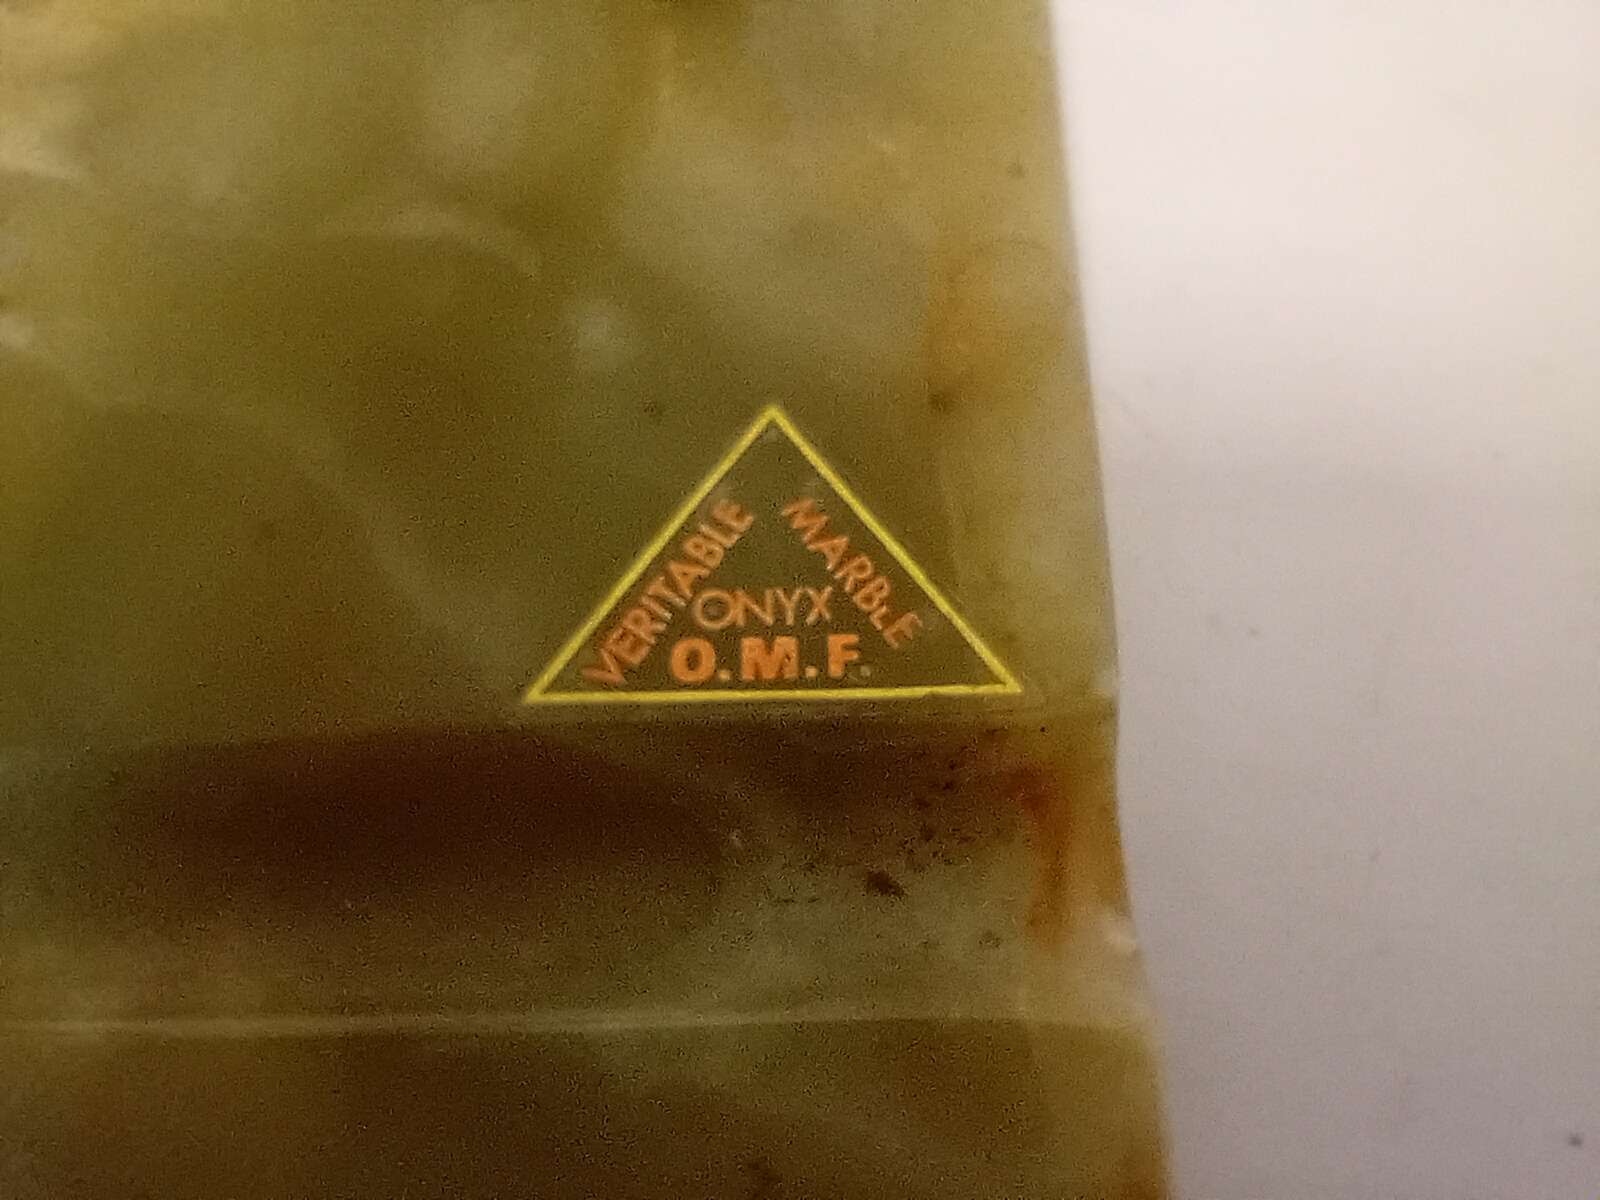 VERITABLE
MARBLE
ONYX
O.M.F.